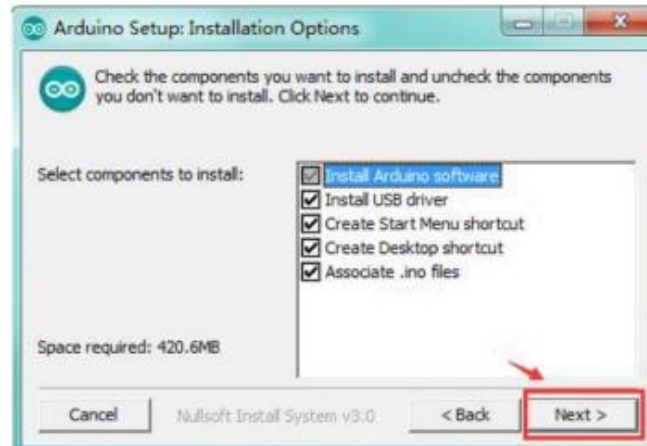 Arduino Setup: Installation Options
Check the components you want to install and uncheck the components
you don't want to install. Click Next to continue.
Select components to install:
Install Arduino software
Install USB driver
Create Start Menu shortcut
Create Desktop shortcut
Associate .ino files
Space required: 420.6MB
Cancel
Nullsoft Install System v3.0
< Back
Next >